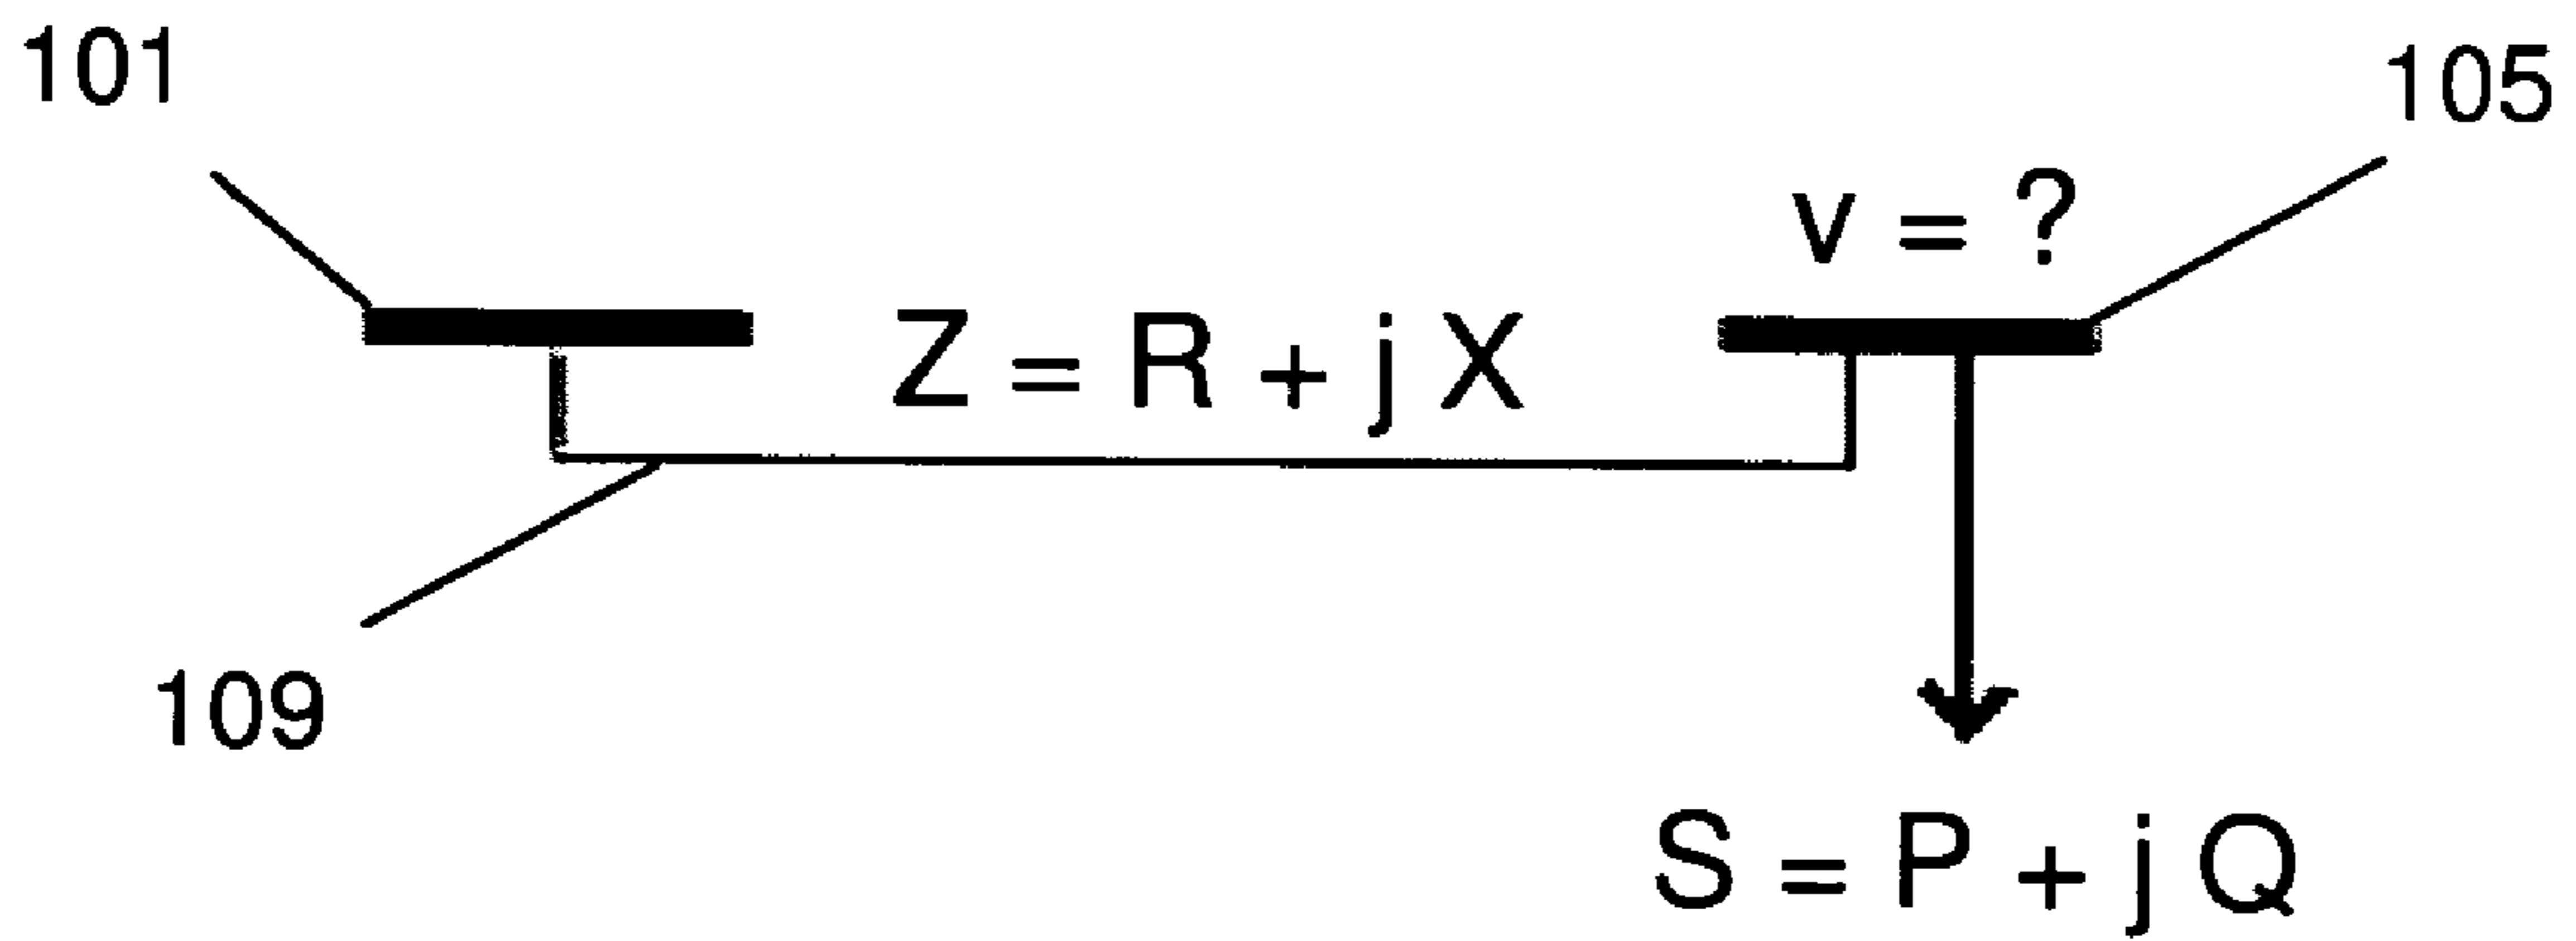 101
105
v = ?
Z = R + j X
109
S = P + j Q